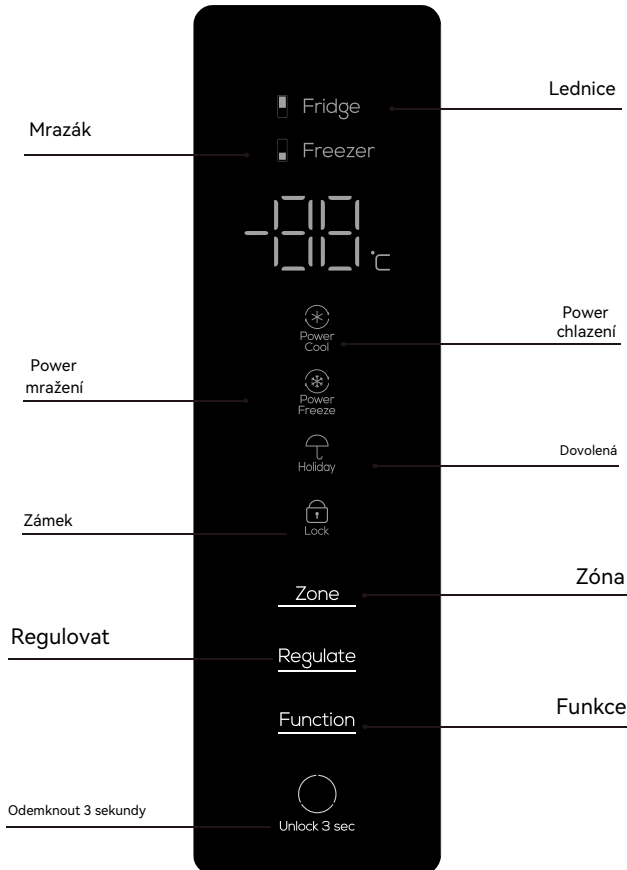 Lednice
Fridge
Mrazák
Freezer
-88 °C
Power
chlazení
Power
Cool
Power
mražení
Power
Freeze
Dovolená
Holiday
Zámek
Lock
Zóna
Zone
Regulovat
Regulate
Funkce
Function
Odemknout 3 sekundy
Unlock 3 sec